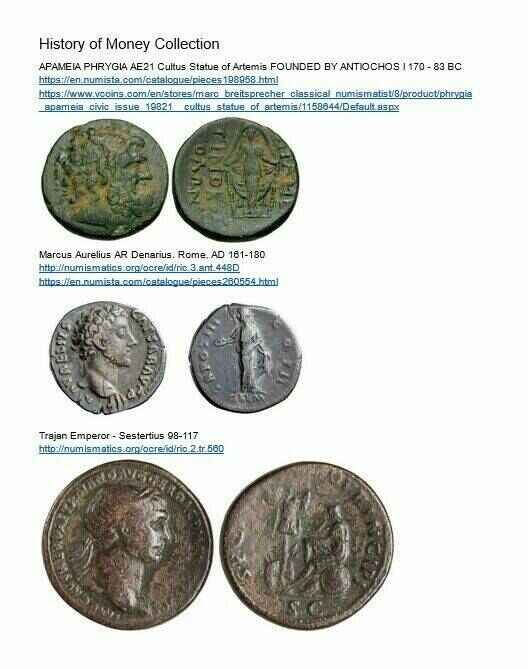 History of Money Collection
APAMEIA PHRYGIA AE21 Cultus Statue of Artemis FOUNDED BY ANTIOCHOS I 170 - 83 BC
https://en.numista.com/catalogue/pieces198958.html
https://www.vcoins.com/en/stores/marc_breitsprecher_classical_numismatist/8/product/phrygia
_apameia_civic_issue_19821__cultus_statue_of_artemis/1158644/Default.aspx
Marcus Aurelius AR Denarius. Rome, AD 161-180
http://numismatics.org/ocre/id/ric.3.ant.448D
https://en.numista.com/catalogue/pieces260554.html
Trajan Emperor - Sestertius 98-117
http://numismatics.org/ocre/id/ric.2.tr.560
S C